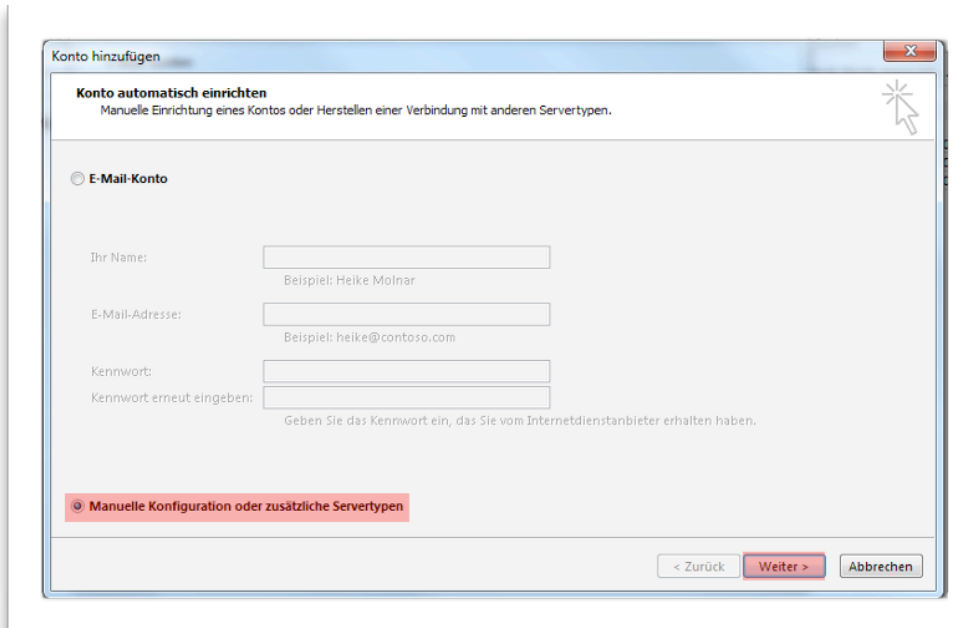 Konto hinzufügen
Konto automatisch einrichten
Manuelle Einrichtung eines Kontos oder Herstellen einer Verbindung mit anderen Servertypen.
E-Mail-Konto
Ihr Name:
Beispiel: Heike Molnar
E-Mail-Adresse:
Beispiel: heike@contoso.com
Kennwort:
Kennwort erneut eingeben:
Geben Sie das Kennwort ein, das Sie vom Internetdienstanbieter erhalten haben.
Manuelle Konfiguration oder zusätzliche Servertypen
< Zurück Weiter > Abbrechen